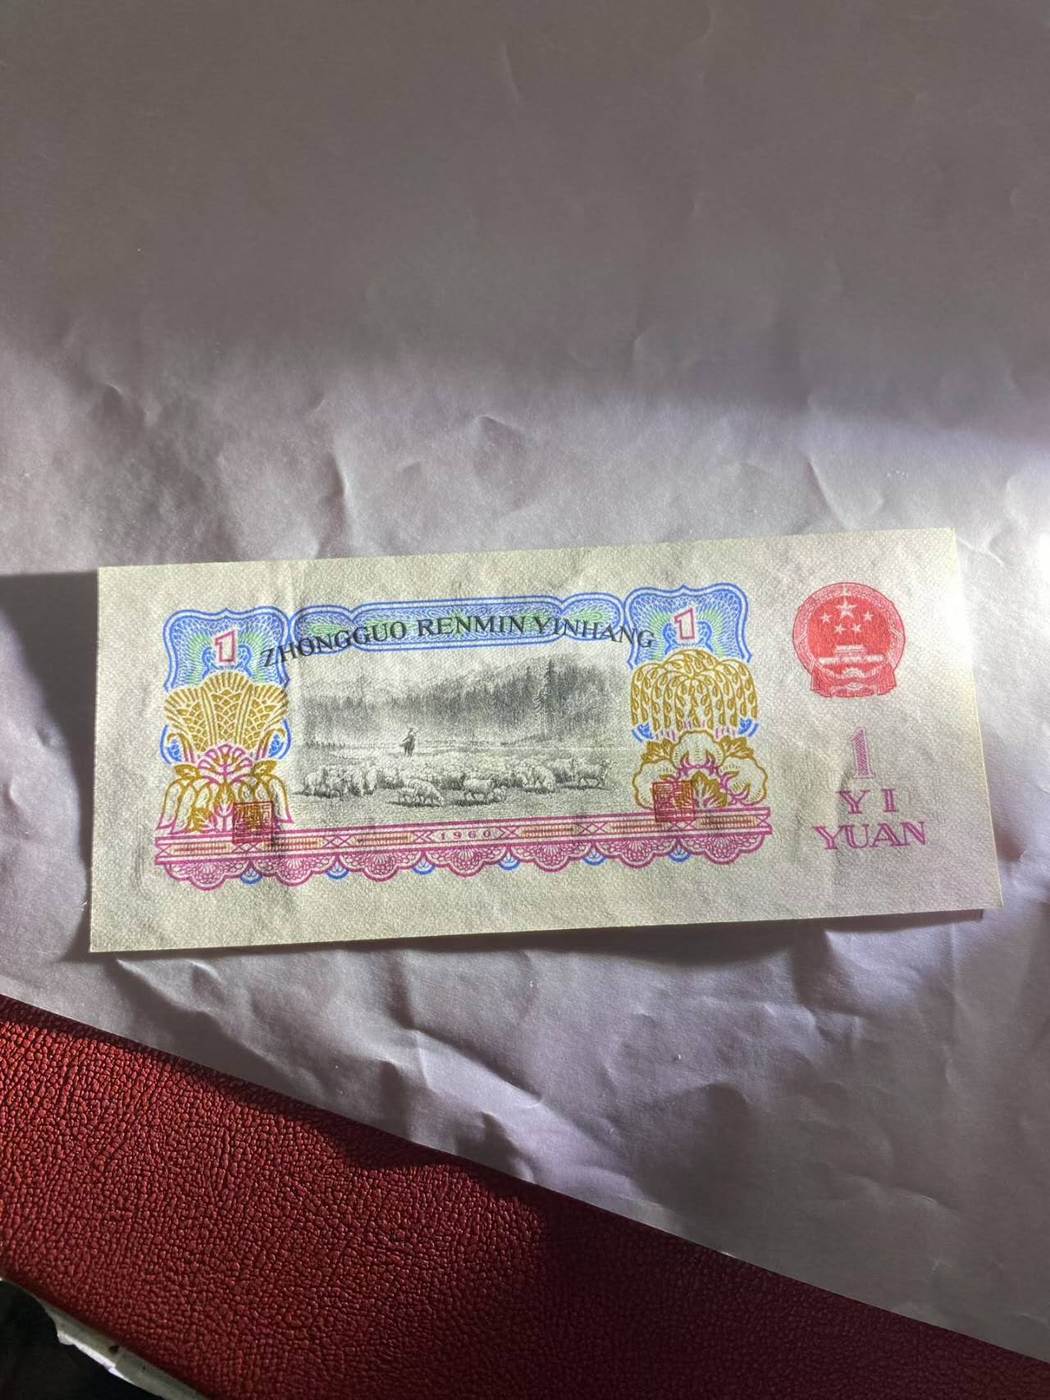 ZHONGGUO RENMIN YINHANG
1
1
1
YI
YUAN
1960